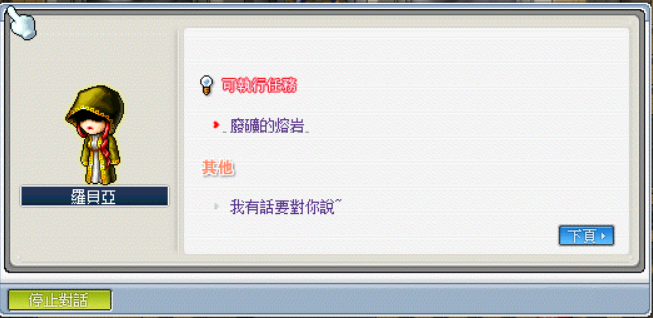 可執行任務
_廢礦的熔岩_
其他
我有話要對你說~
羅貝亞
下頁
停止對話